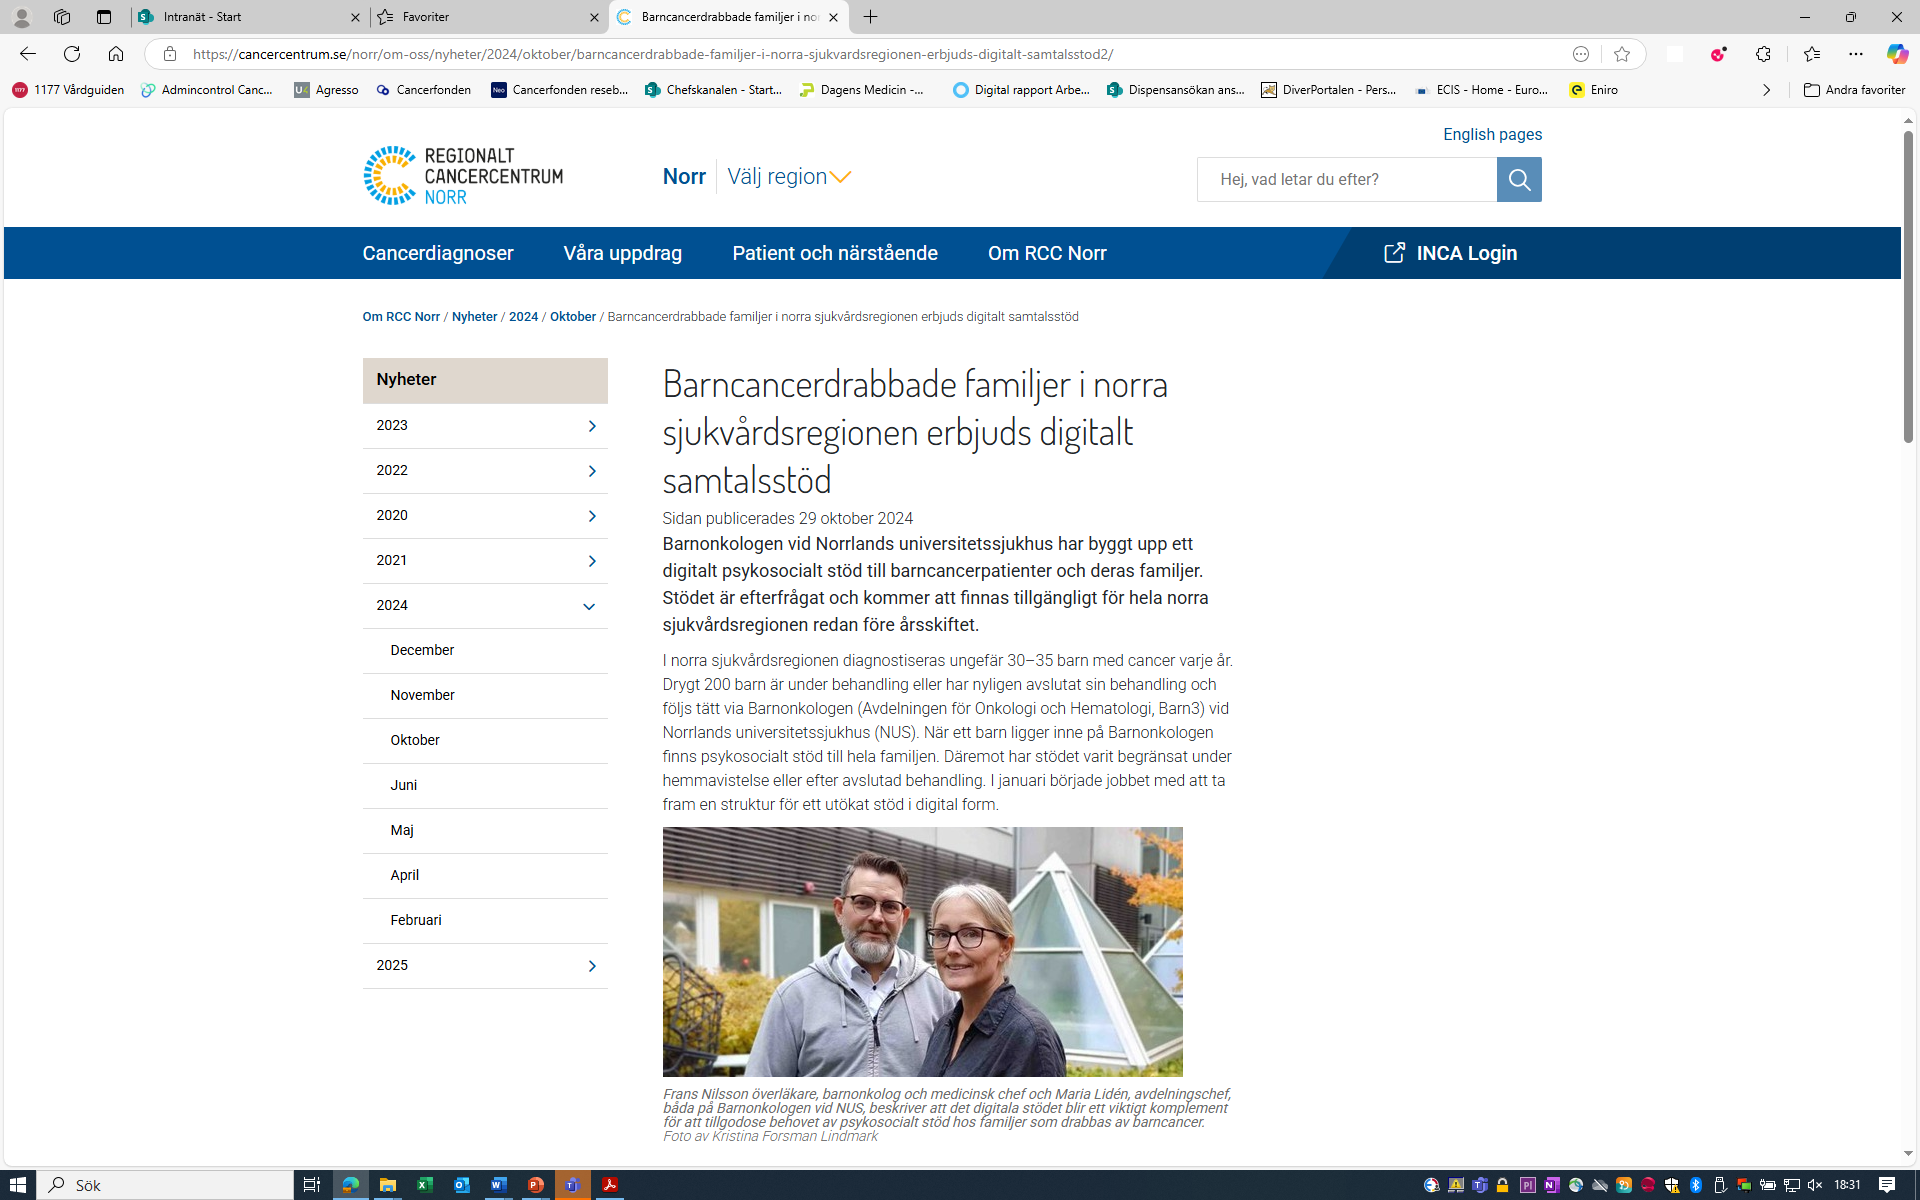 Intranät - Start
Favoriter
Barncancerdrabbade familjer i nor
https://cancercentrum.se/norr/om-oss/nyheter/2024/oktober/barncancerdrabbade-familjer-i-norra-sjukvardsregionen-erbjuds-digitalt-samtalsstod2/
1177 Vårdguiden
Admincontrol Canc...
Agresso
Cancerfonden
Cancerfonden reseb...
Chefskanalen - Start...
Dagens Medicin -...
Digital rapport Arbe...
Dispensansökan ans...
DiverPortalen - Pers...
ECIS - Home - Euro...
Eniro
Andra favoriter
English pages
REGIONALT
CANCERCENTRUM
NORR
Norr
Välj region
Hej, vad letar du efter?
Cancerdiagnoser
Våra uppdrag
Patient och närstående
Om RCC Norr
INCA Login
Om RCC Norr / Nyheter / 2024 / Oktober / Barncancerdrabbade familjer i norra sjukvårdsregionen erbjuds digitalt samtalsstöd
Nyheter
2023
2022
2020
2021
2024
December
November
Oktober
Juni
Maj
April
Februari
2025
Barncancerdrabbade familjer i norra
sjukvårdsregionen erbjuds digitalt
samtalsstöd
Sidan publicerades 29 oktober 2024
Barnonkologen vid Norrlands universitetssjukhus har byggt upp ett
digitalt psykosocialt stöd till barncancerpatienter och deras familjer.
Stödet är efterfrågat och kommer att finnas tillgängligt för hela norra
sjukvårdsregionen redan före årsskiftet.
I norra sjukvårdsregionen diagnostiseras ungefär 30–35 barn med cancer varje år.
Drygt 200 barn är under behandling eller har nyligen avslutat sin behandling och
följs tätt via Barnonkologen (Avdelningen för Onkologi och Hematologi, Barn3) vid
Norrlands universitetssjukhus (NUS). När ett barn ligger inne på Barnonkologen
finns psykosocialt stöd till hela familjen. Däremot har stödet varit begränsat under
hemmavistelse eller efter avslutad behandling. I januari började jobbet med att ta
fram en struktur för ett utökat stöd i digital form.
Frans Nilsson överläkare, barnonkolog och medicinsk chef och Maria Lidén, avdelningschef,
båda på Barnonkologen vid NUS, beskriver att det digitala stödet blir ett viktigt komplement
för att tillgodose behovet av psykosocialt stöd hos familjer som drabbas av barncancer.
Foto av Kristina Forsman Lindmark
Sök
18:31